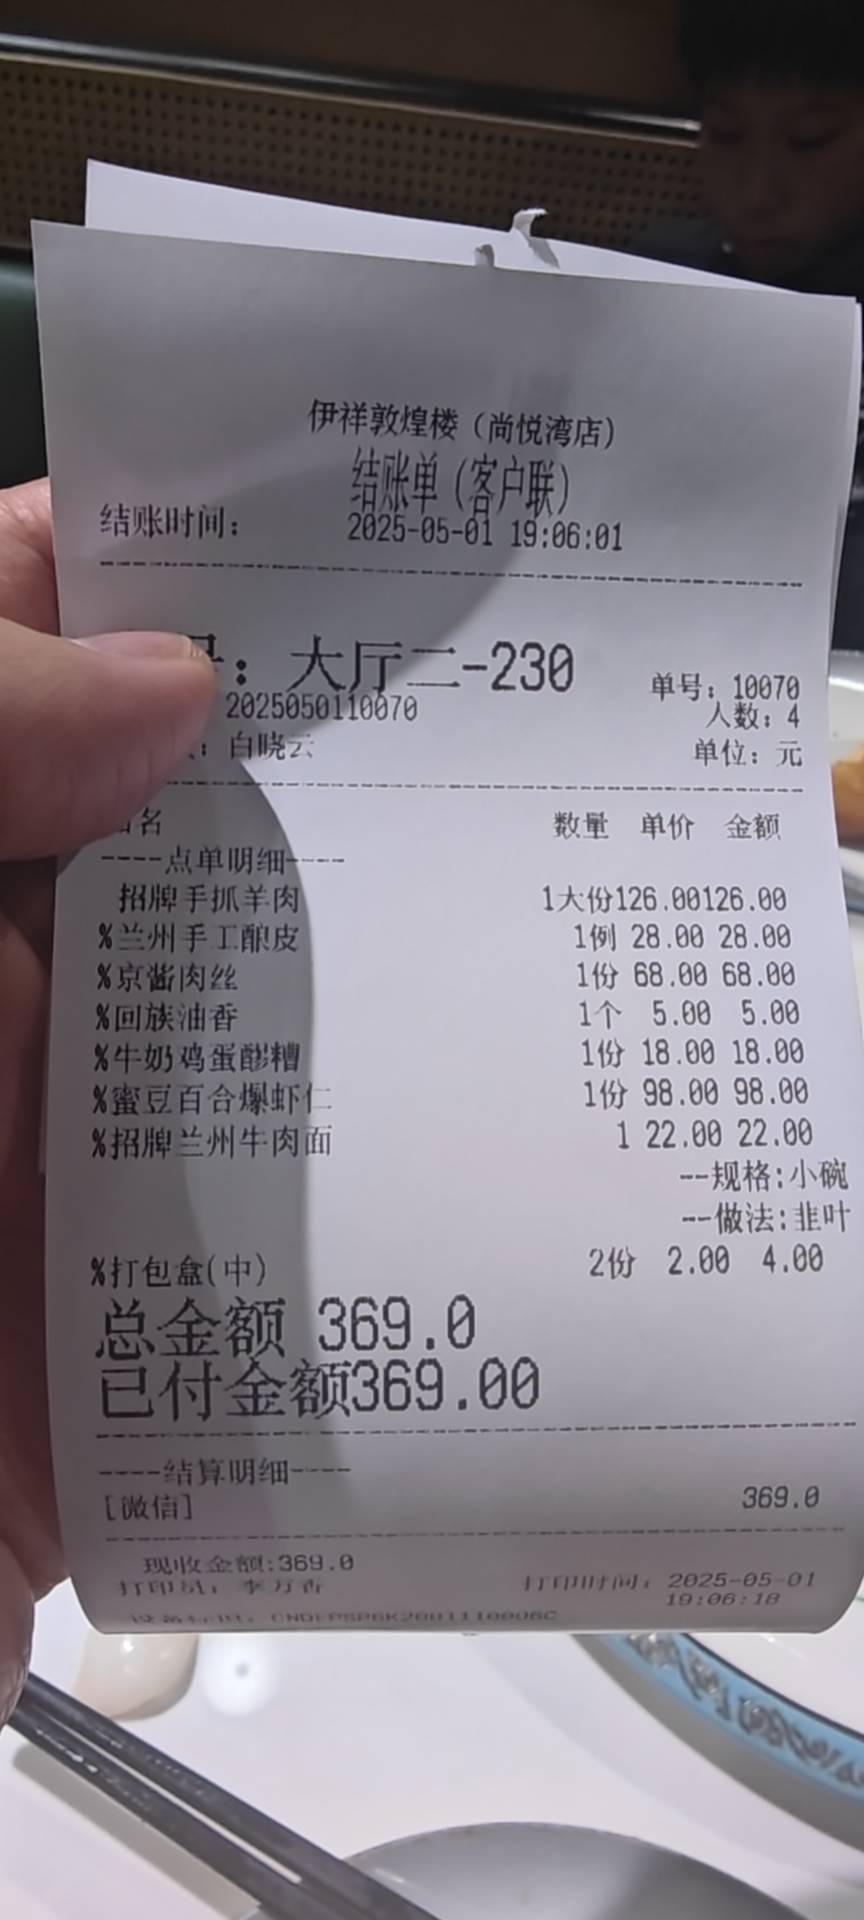 伊祥敦煌楼（尚悦湾店）
结账单（客户联）
结账时间： 2025-05-01 19:06:01
号：大厅二-230
单号：10070
2025050110070
人数：4
：白晓云
单位：元
名 数量 单价 金额
----点单明细----
招牌手抓羊肉 1大份126.00126.00
%兰州手工酿皮 1例 28.00 28.00
%京酱肉丝 1份 68.00 68.00
%回族油香 1个 5.00 5.00
%牛奶鸡蛋醪糟 1份 18.00 18.00
%蜜豆百合爆虾仁 1份 98.00 98.00
%招牌兰州牛肉面 1 22.00 22.00
--规格:小碗
--做法:韭叶
%打包盒(中) 2份 2.00 4.00
总金额 369.0
已付金额369.00
----结算明细----
[微信] 369.0
现收金额:369.0
打印员：李万香 打印时间：2025-05-01
19:06:18